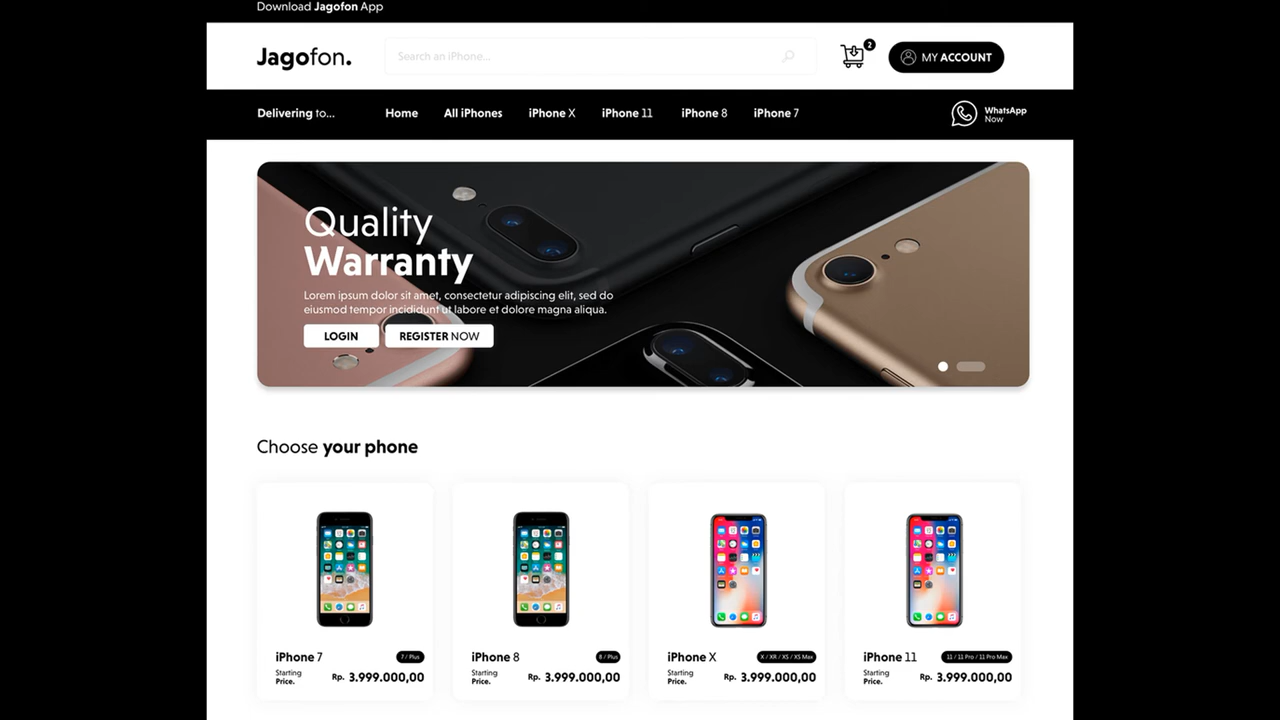 Download Jagofon App
Jagofon.
Search an iPhone...
2
MY ACCOUNT
Delivering to...
Home
All iPhones
iPhone X
iPhone 11
iPhone 8
iPhone 7
WhatsApp
Now
Quality
Warranty
Lorem ipsum dolor sit amet, consectetur adipiscing elit, sed do
eiusmod tempor incididunt ut labore et dolore magna aliqua.
LOGIN
REGISTER NOW
Choose your phone
iPhone 7
7 / Plus
Starting
Price.
Rp. 3.999.000,00
iPhone 8
8 / Plus
Starting
Price.
Rp. 3.999.000,00
iPhone X
X / XR / XS / XS Max
Starting
Price.
Rp. 3.999.000,00
iPhone 11
11 / 11 Pro / 11 Pro Max
Starting
Price.
Rp. 3.999.000,00